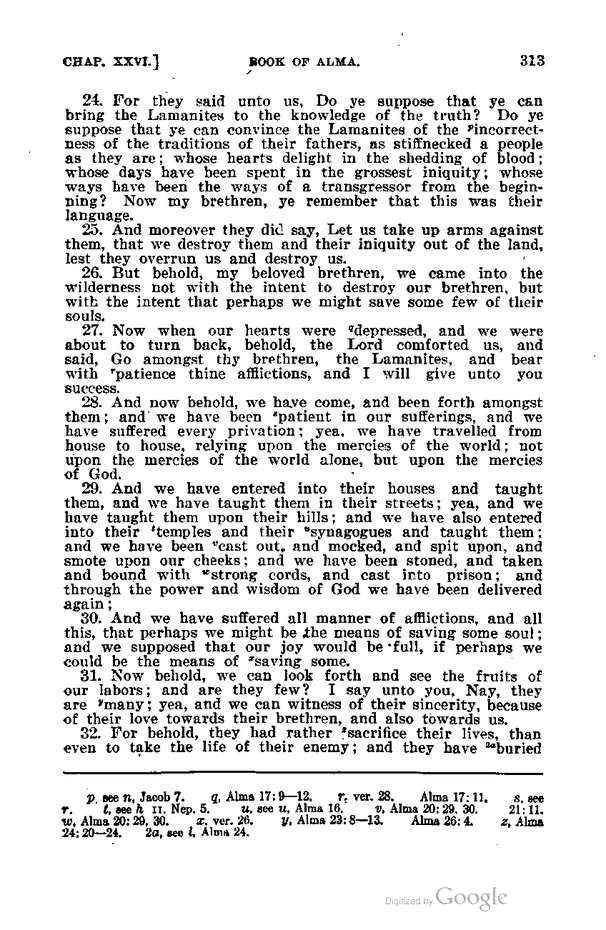 CHAP. XXVI.] BOOK OF ALMA. 313
24. For they said unto us, Do ye suppose that ye can
bring the Lamanites to the knowledge of the truth? Do ye
suppose that ye can convince the Lamanites of the ᵖincorrect-
ness of the traditions of their fathers, as stiffnecked a people
as they are; whose hearts delight in the shedding of blood;
whose days have been spent in the grossest iniquity; whose
ways have been the ways of a transgressor from the begin-
ning? Now my brethren, ye remember that this was their
language.
25. And moreover they did say, Let us take up arms against
them, that we destroy them and their iniquity out of the land,
lest they overrun us and destroy us.
26. But behold, my beloved brethren, we came into the
wilderness not with the intent to destroy our brethren, but
with the intent that perhaps we might save some few of their
souls.
27. Now when our hearts were ᑫdepressed, and we were
about to turn back, behold, the Lord comforted us, and
said, Go amongst thy brethren, the Lamanites, and bear
with ʳpatience thine afflictions, and I will give unto you
success.
28. And now behold, we have come, and been forth amongst
them; and we have been ˢpatient in our sufferings, and we
have suffered every privation; yea, we have travelled from
house to house, relying upon the mercies of the world; not
upon the mercies of the world alone, but upon the mercies
of God.
29. And we have entered into their houses and taught
them, and we have taught them in their streets; yea, and we
have taught them upon their hills; and we have also entered
into their ᵗtemples and their ᵘsynagogues and taught them;
and we have been ᵛcast out, and mocked, and spit upon, and
smote upon our cheeks; and we have been stoned, and taken
and bound with ʷstrong cords, and cast into prison; and
through the power and wisdom of God we have been delivered
again;
30. And we have suffered all manner of afflictions, and all
this, that perhaps we might be the means of saving some soul;
and we supposed that our joy would be full, if perhaps we
could be the means of ˣsaving some.
31. Now behold, we can look forth and see the fruits of
our labors; and are they few? I say unto you, Nay, they
are ʸmany; yea, and we can witness of their sincerity, because
of their love towards their brethren, and also towards us.
32. For behold, they had rather ᶻsacrifice their lives, than
even to take the life of their enemy; and they have ²ᵃburied
p, see n, Jacob 7. q, Alma 17:9—12. r, ver. 28. Alma 17:11. s, see
r. t, see h II. Nep. 5. u, see u, Alma 16. v, Alma 20:29, 30. 21:11.
w, Alma 20:29, 30. x, ver. 26. y, Alma 23:8—13. Alma 26:4. z, Alma
24:20—24. 2a, see l, Alma 24.
Digitized by Google